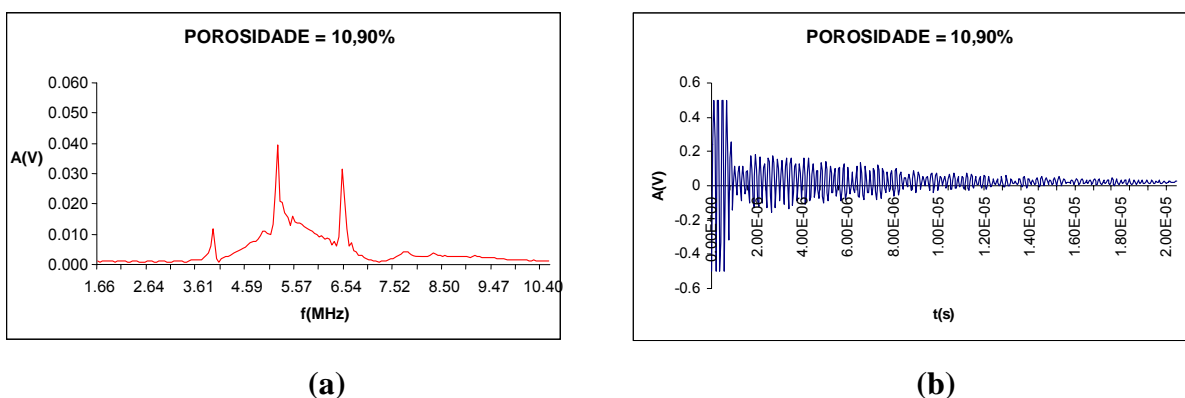 POROSIDADE = 10,90%
0.060
0.050
0.040
A(V)
0.030
0.020
0.010
0.000
1.66 2.64 3.61 4.59 5.57 6.54 7.52 8.50 9.47 10.40
f(MHz)
(a)
POROSIDADE = 10,90%
0.6
0.4
0.2
A(V)
0
-0.2
-0.4
-0.6
0.00E+00 2.00E-06 4.00E-06 6.00E-06 8.00E-06 1.00E-05 1.20E-05 1.40E-05 1.60E-05 1.80E-05 2.00E-05
t(s)
(b)